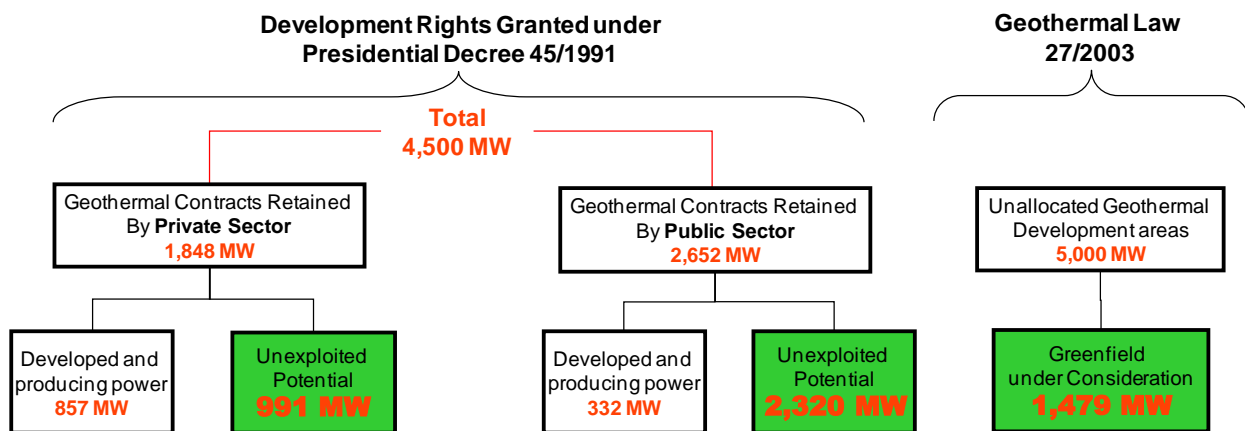 Development Rights Granted under
Presidential Decree 45/1991
Geothermal Law
27/2003
Total
4,500 MW
Geothermal Contracts Retained
By Private Sector
1,848 MW
Geothermal Contracts Retained
By Public Sector
2,652 MW
Unallocated Geothermal
Development areas
5,000 MW
Developed and
producing power
857 MW
Unexploited
Potential
991 MW
Developed and
producing power
332 MW
Unexploited
Potential
2,320 MW
Greenfield
under Consideration
1,479 MW